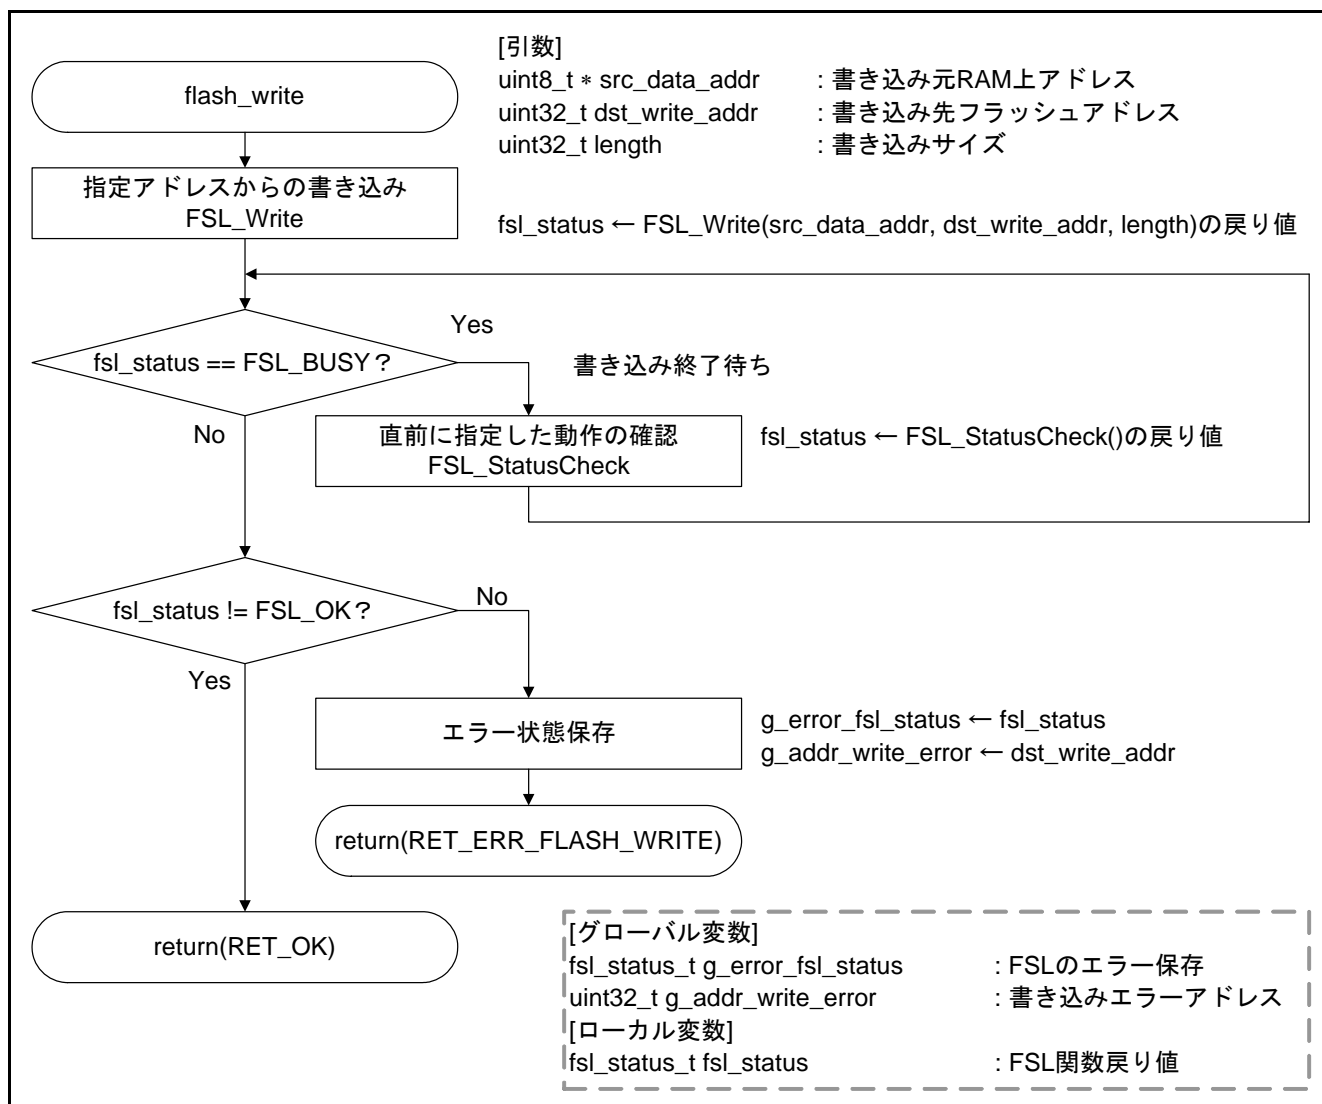 [引数]
flash_write
uint8_t * src_data_addr : 書き込み元RAM上アドレス
uint32_t dst_write_addr : 書き込み先フラッシュアドレス
uint32_t length : 書き込みサイズ
指定アドレスからの書き込み
FSL_Write
fsl_status ← FSL_Write(src_data_addr, dst_write_addr, length)の戻り値
Yes
fsl_status == FSL_BUSY？
書き込み終了待ち
No
直前に指定した動作の確認
FSL_StatusCheck
fsl_status ← FSL_StatusCheck()の戻り値
fsl_status != FSL_OK？
No
Yes
エラー状態保存
g_error_fsl_status ← fsl_status
g_addr_write_error ← dst_write_addr
return(RET_ERR_FLASH_WRITE)
return(RET_OK)
[グローバル変数]
fsl_status_t g_error_fsl_status : FSLのエラー保存
uint32_t g_addr_write_error : 書き込みエラーアドレス
[ローカル変数]
fsl_status_t fsl_status : FSL関数戻り値